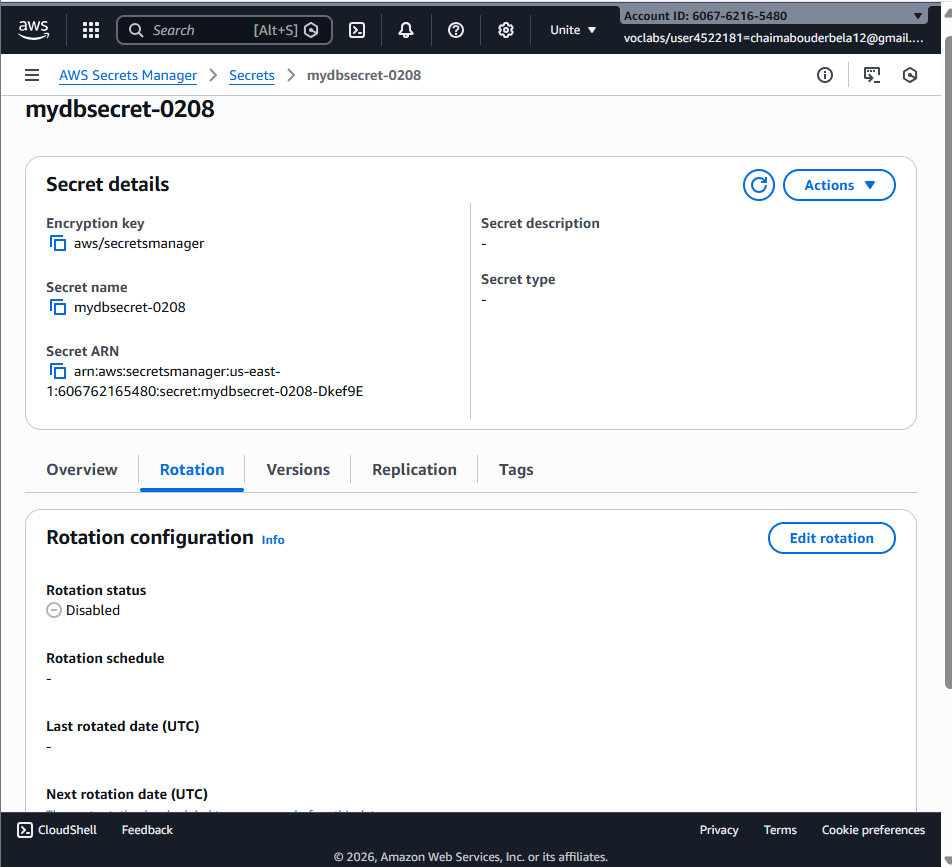 aws
Search [Alt+S]
Unite ▼
Account ID: 6067-6216-5480
voclabs/user4522181=chaimabouderbela12@gmail....
AWS Secrets Manager > Secrets > mydbsecret-0208
mydbsecret-0208
Secret details
Actions ▼
Encryption key
aws/secretsmanager
Secret name
mydbsecret-0208
Secret ARN
arn:aws:secretsmanager:us-east-
1:606762165480:secret:mydbsecret-0208-Dkef9E
Secret description
-
Secret type
-
Overview
Rotation
Versions
Replication
Tags
Rotation configuration Info
Edit rotation
Rotation status
Disabled
Rotation schedule
-
Last rotated date (UTC)
-
Next rotation date (UTC)
CloudShell Feedback
Privacy Terms Cookie preferences
© 2026, Amazon Web Services, Inc. or its affiliates.